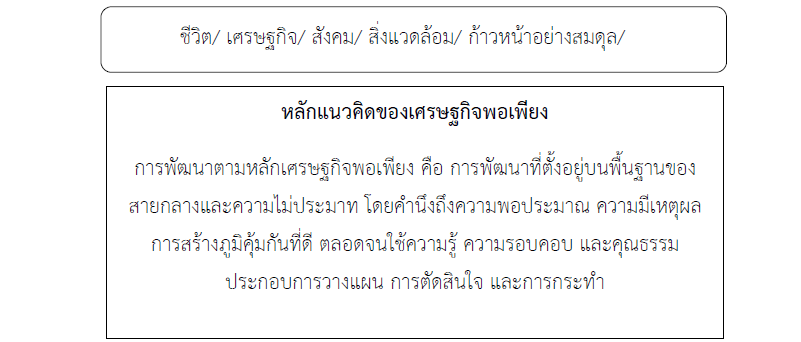 ชีวิต/ เศรษฐกิจ/ สังคม/ สิ่งแวดล้อม/ ก้าวหน้าอย่างสมดุล/
หลักแนวคิดของเศรษฐกิจพอเพียง
การพัฒนาตามหลักเศรษฐกิจพอเพียง คือ การพัฒนาที่ตั้งอยู่บนพื้นฐานของ
สายกลางและความไม่ประมาท โดยคำนึงถึงความพอประมาณ ความมีเหตุผล
การสร้างภูมิคุ้มกันที่ดี ตลอดจนใช้ความรู้ ความรอบคอบ และคุณธรรม
ประกอบการวางแผน การตัดสินใจ และการกระทำ